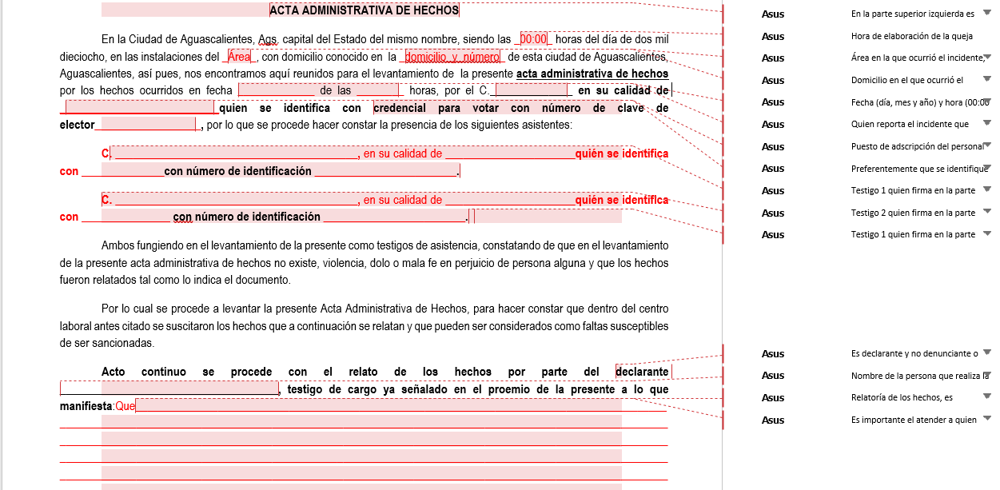 ACTA ADMINISTRATIVA DE HECHOS
En la Ciudad de Aguascalientes, Ags. capital del Estado del mismo nombre, siendo las _00:00_ horas del día de dos mil
dieciocho, en las instalaciones del _Área_, con domicilio conocido en la _domicilio y número_ de esta ciudad de Aguascalientes,
Aguascalientes, así pues, nos encontramos aquí reunidos para el levantamiento de la presente acta administrativa de hechos
por los hechos ocurridos en fecha ____________ de las ________ horas, por el C.____________ en su calidad de
______________________ quien se identifica con credencial para votar con número de clave de
elector________________, por lo que se procede hacer constar la presencia de los siguientes asistentes:
C. ________________________________________, en su calidad de ______________________quién se identifica
con _____________con número de identificación ______________________.
C. ________________________________________, en su calidad de ______________________quién se identifica
con ______________ con número de identificación ______________________.
Ambos fungiendo en el levantamiento de la presente como testigos de asistencia, constatando de que en el levantamiento
de la presente acta administrativa de hechos no existe, violencia, dolo o mala fe en perjuicio de persona alguna y que los hechos
fueron relatados tal como lo indica el documento.
Por lo cual se procede a levantar la presente Acta Administrativa de Hechos, para hacer constar que dentro del centro
laboral antes citado se suscitaron los hechos que a continuación se relatan y que pueden ser considerados como faltas susceptibles
de ser sancionadas.
Acto continuo se procede con el relato de los hechos por parte del declarante
__________________________________, testigo de cargo ya señalado en el proemio de la presente a lo que
manifiesta:Que
Asus En la parte superior izquierda es
Asus Hora de elaboración de la queja
Asus Área en la que ocurrió el incidente,
Asus Domicilio en el que ocurrió el
Asus Fecha (día, mes y año) y hora (00:00
Asus Quien reporta el incidente que
Asus Puesto de adscripción del personal
Asus Preferentemente que se identifique
Asus Testigo 1 quien firma en la parte
Asus Testigo 2 quien firma en la parte
Asus Testigo 1 quien firma en la parte
Asus Es declarante y no denunciante o
Asus Nombre de la persona que realiza la
Asus Relatoría de los hechos, es
Asus Es importante el atender a quien